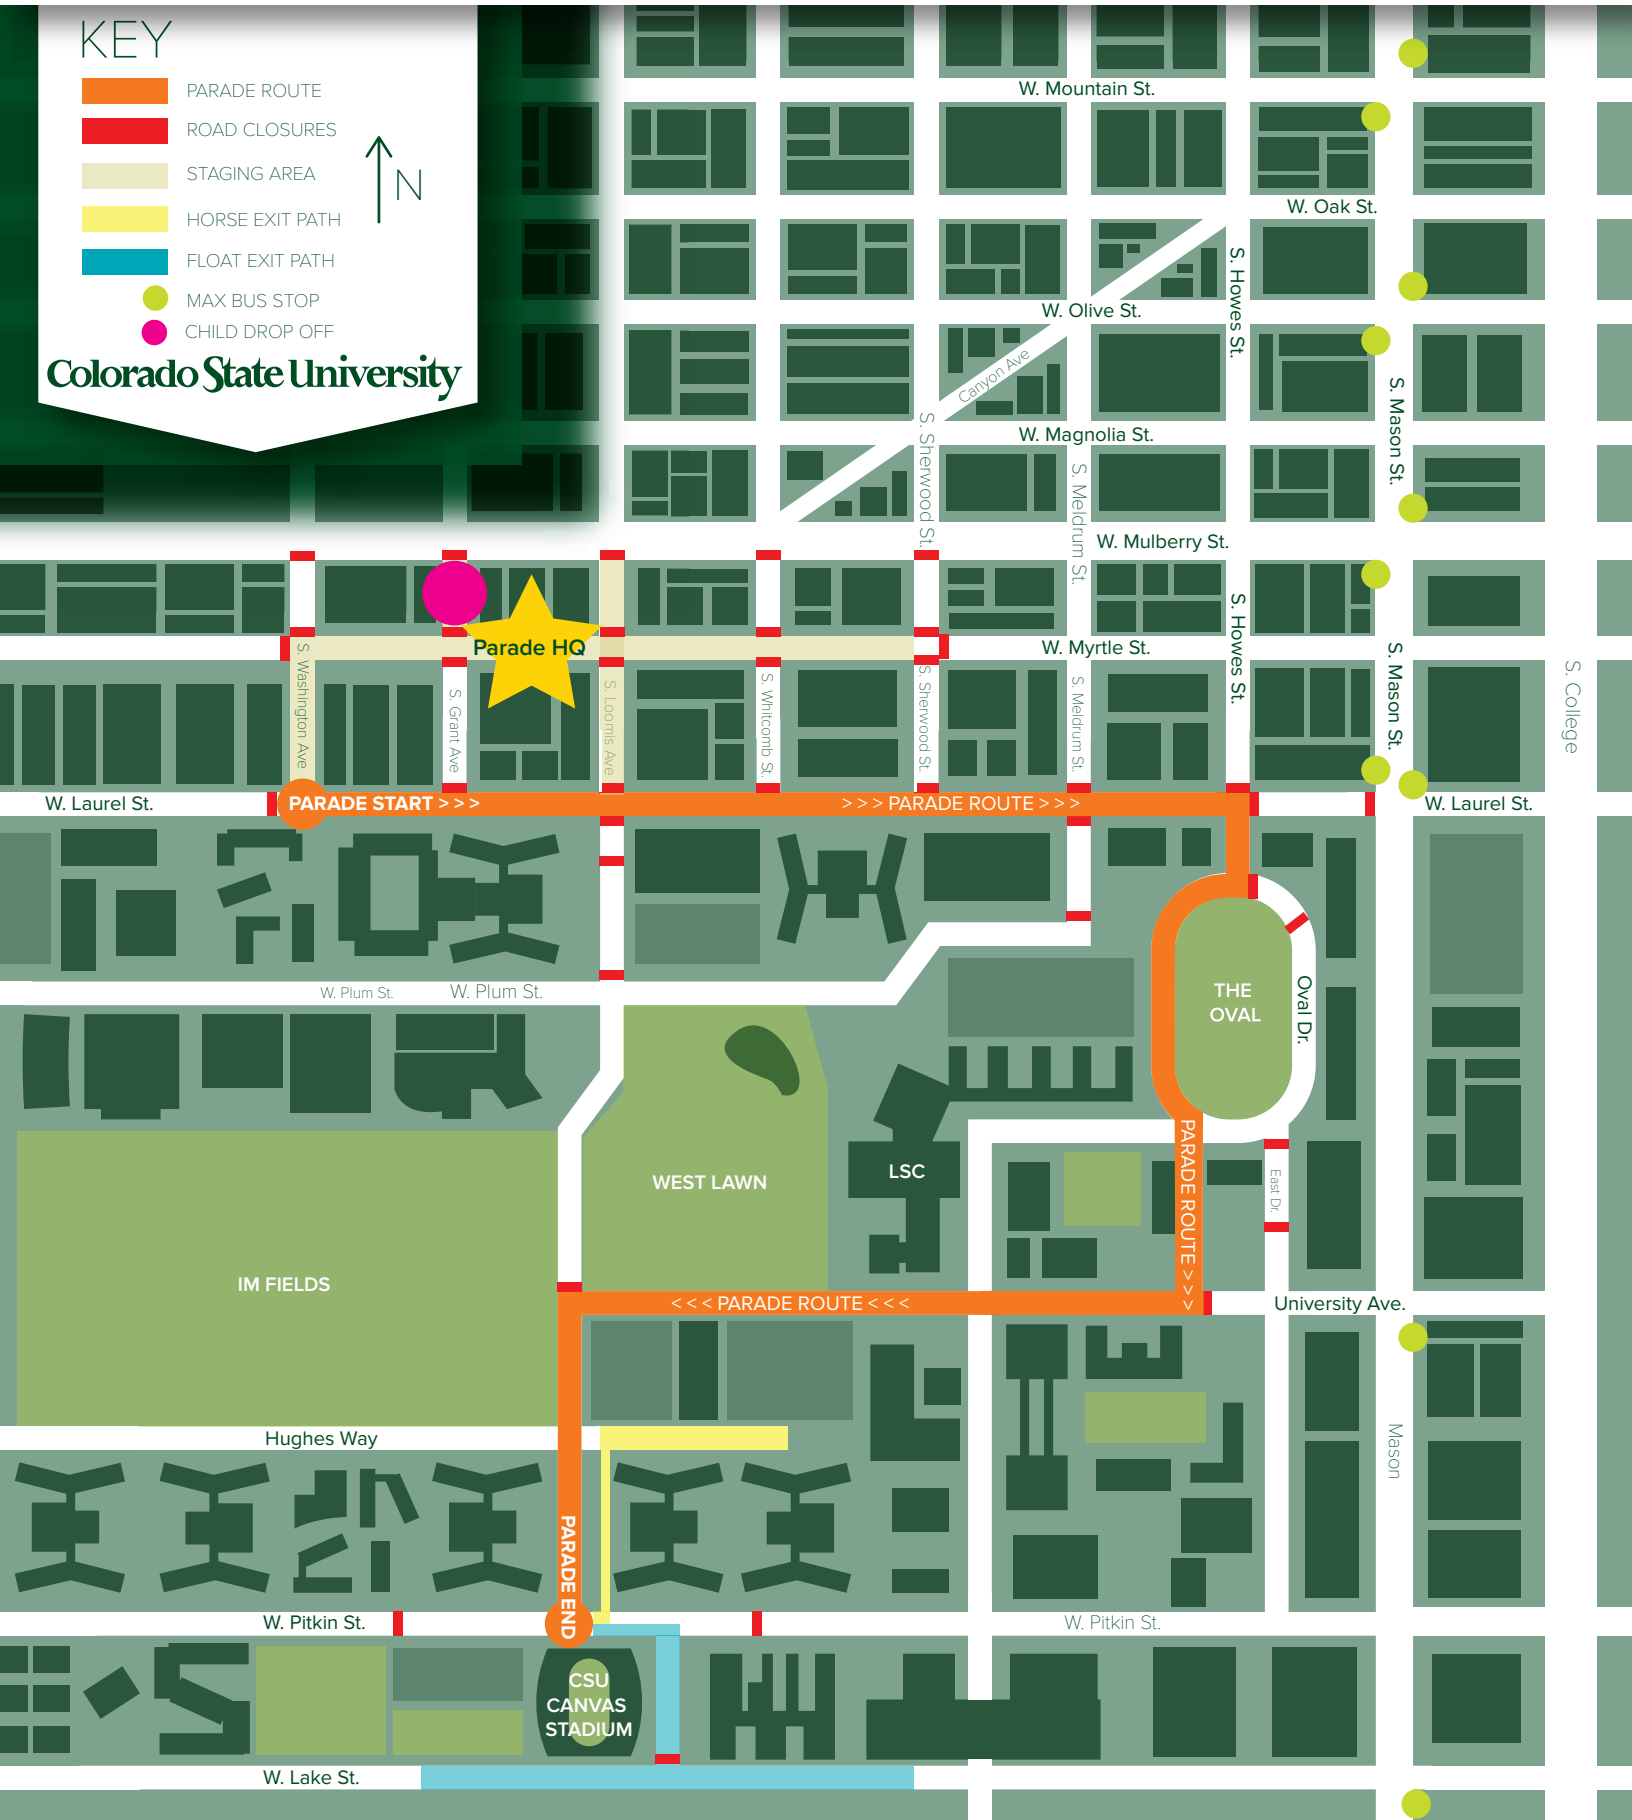 KEY
PARADE ROUTE
ROAD CLOSURES
STAGING AREA
HORSE EXIT PATH
FLOAT EXIT PATH
MAX BUS STOP
CHILD DROP OFF
N
Colorado State University
W. Mountain St.
W. Oak St.
S. Howes St.
W. Olive St.
Canyon Ave
S. Mason St.
S. Sherwood St.
W. Magnolia St.
S. Meldrum St.
W. Mulberry St.
Parade HQ
W. Myrtle St.
S. Howes St.
S. Mason St.
S. College
S. Washington Ave
S. Grant Ave
S. Loomis Ave
S. Whitcomb St.
S. Sherwood St.
S. Meldrum St.
W. Laurel St.
PARADE START > > >
> > > PARADE ROUTE > > >
W. Laurel St.
W. Plum St.
W. Plum St.
THE
OVAL
Oval Dr.
WEST LAWN
LSC
PARADE ROUTE > > >
East Dr.
IM FIELDS
< < < PARADE ROUTE < < <
University Ave.
Hughes Way
Mason
PARADE END
W. Pitkin St.
W. Pitkin St.
CSU
CANVAS
STADIUM
W. Lake St.